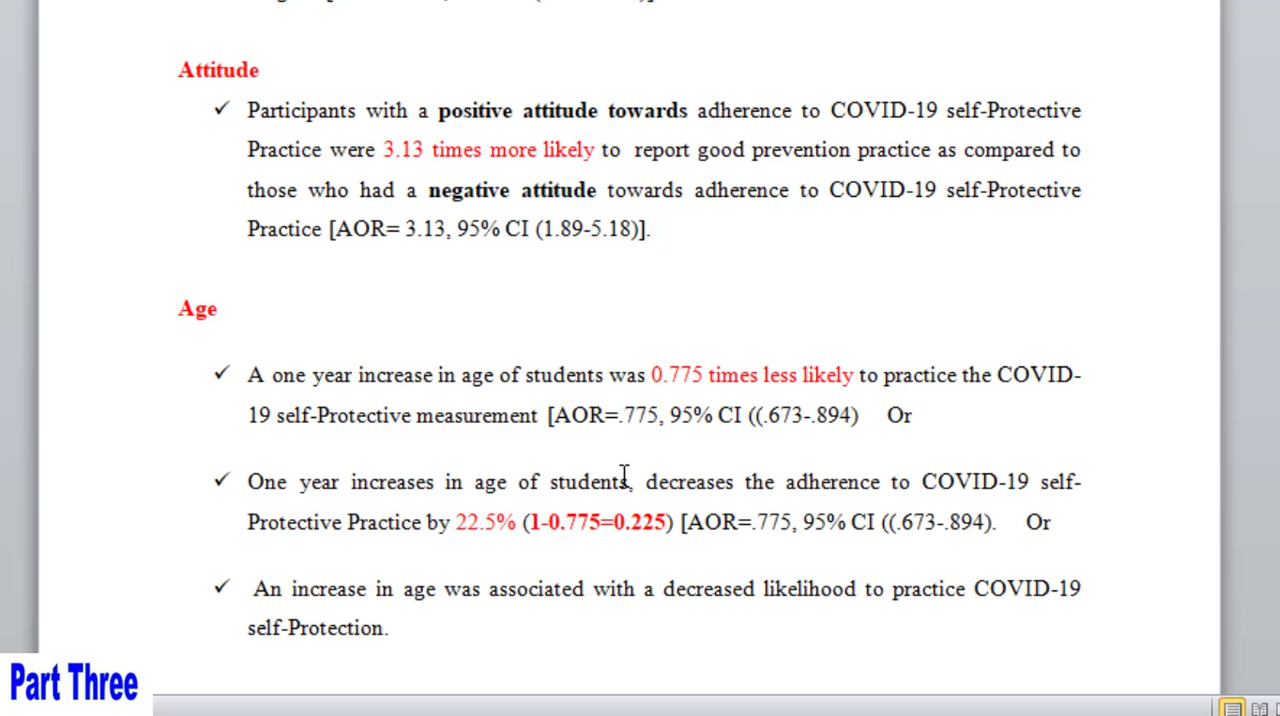 Attitude
✓ Participants with a positive attitude towards adherence to COVID-19 self-Protective
Practice were 3.13 times more likely to report good prevention practice as compared to
those who had a negative attitude towards adherence to COVID-19 self-Protective
Practice [AOR= 3.13, 95% CI (1.89-5.18)].
Age
✓ A one year increase in age of students was 0.775 times less likely to practice the COVID-
19 self-Protective measurement [AOR=.775, 95% CI ((.673-.894) Or
✓ One year increases in age of students, decreases the adherence to COVID-19 self-
Protective Practice by 22.5% (1-0.775=0.225) [AOR=.775, 95% CI ((.673-.894). Or
✓ An increase in age was associated with a decreased likelihood to practice COVID-19
self-Protection.
Part Three